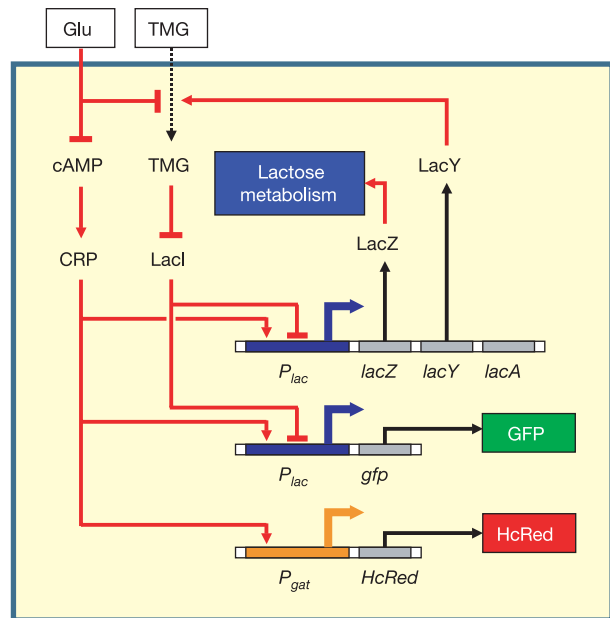 Glu
TMG
cAMP
TMG
Lactose
metabolism
LacY
LacZ
CRP
LacI
Plac
lacZ
lacY
lacA
Plac
gfp
GFP
Pgat
HcRed
HcRed